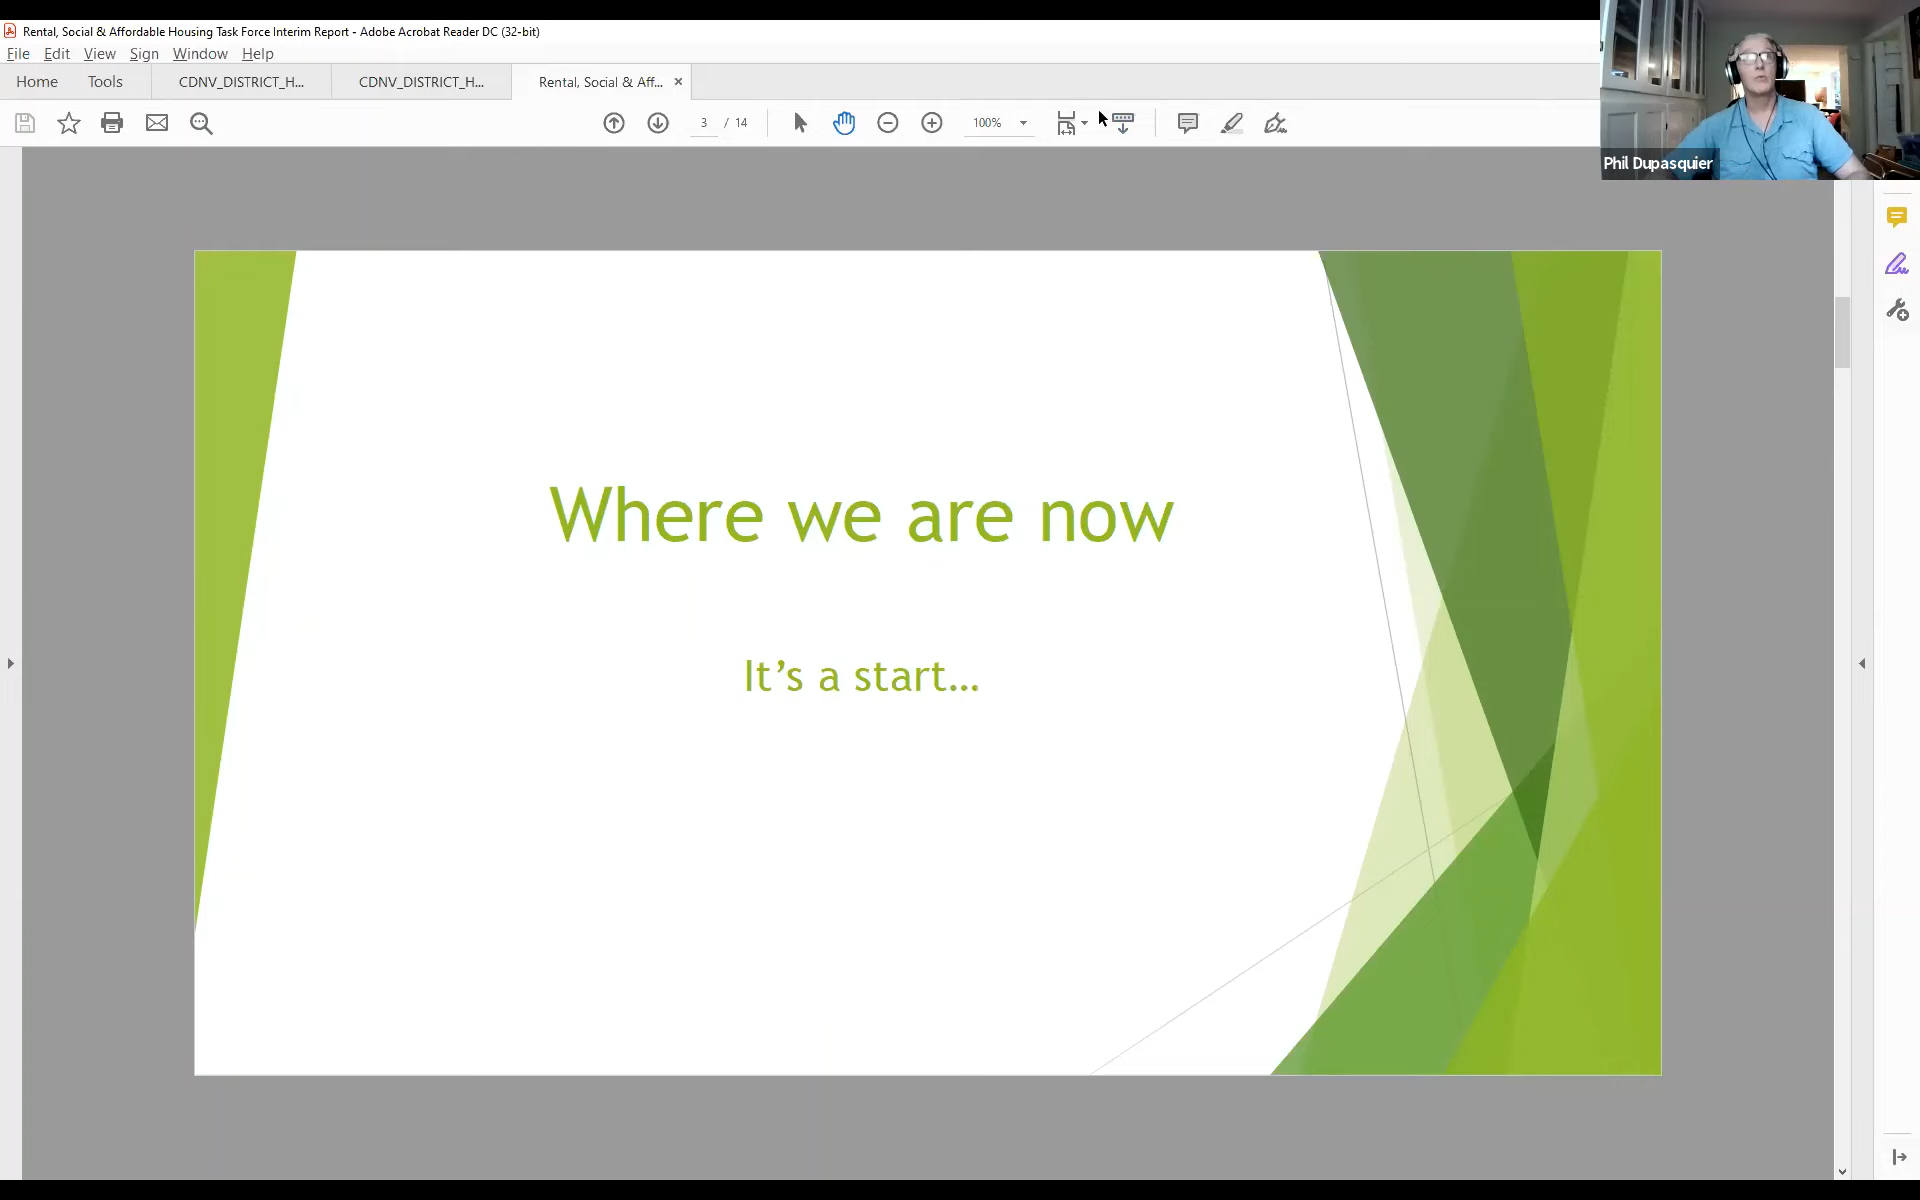 Rental, Social & Affordable Housing Task Force Interim Report - Adobe Acrobat Reader DC (32-bit)
File Edit View Sign Window Help
Home Tools CDNV_DISTRICT_H... CDNV_DISTRICT_H... Rental, Social & Aff...
3 / 14 100%
Phil Dupasquier
Where we are now
It’s a start…